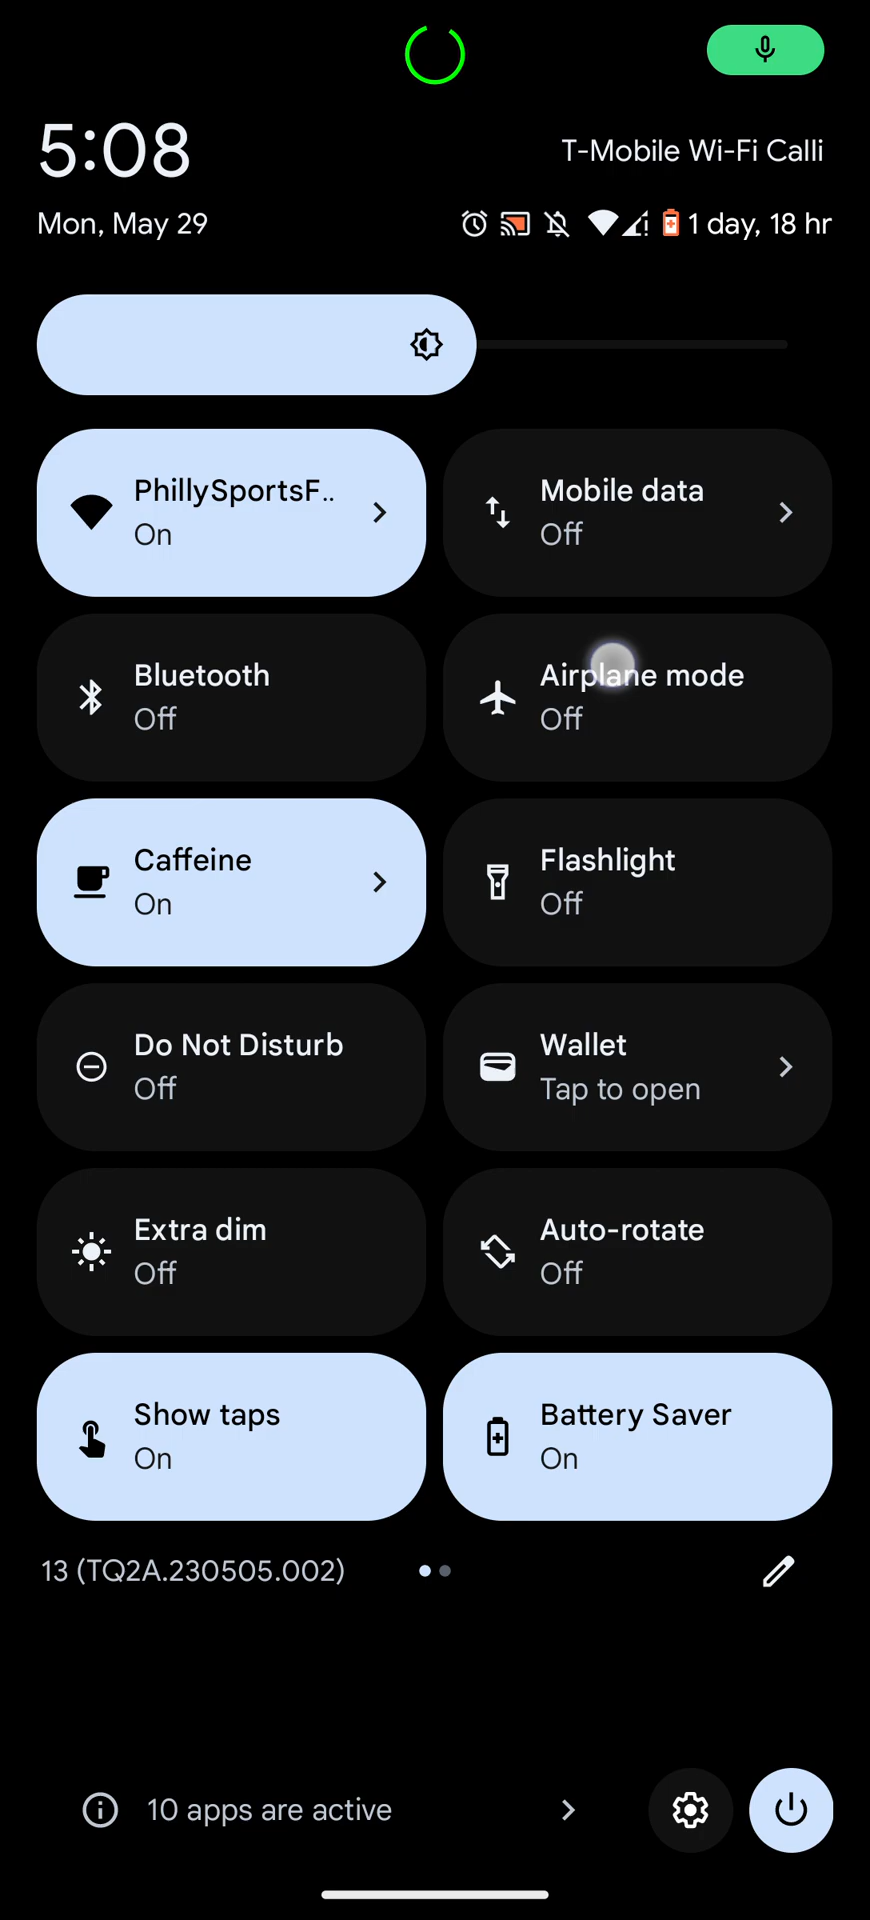 5:08
T-Mobile Wi-Fi Calli
Mon, May 29
1 day, 18 hr
PhillySportsF..
On
Mobile data
Off
Bluetooth
Off
Airplane mode
Off
Caffeine
On
Flashlight
Off
Do Not Disturb
Off
Wallet
Tap to open
Extra dim
Off
Auto-rotate
Off
Show taps
On
Battery Saver
On
13 (TQ2A.230505.002)
10 apps are active